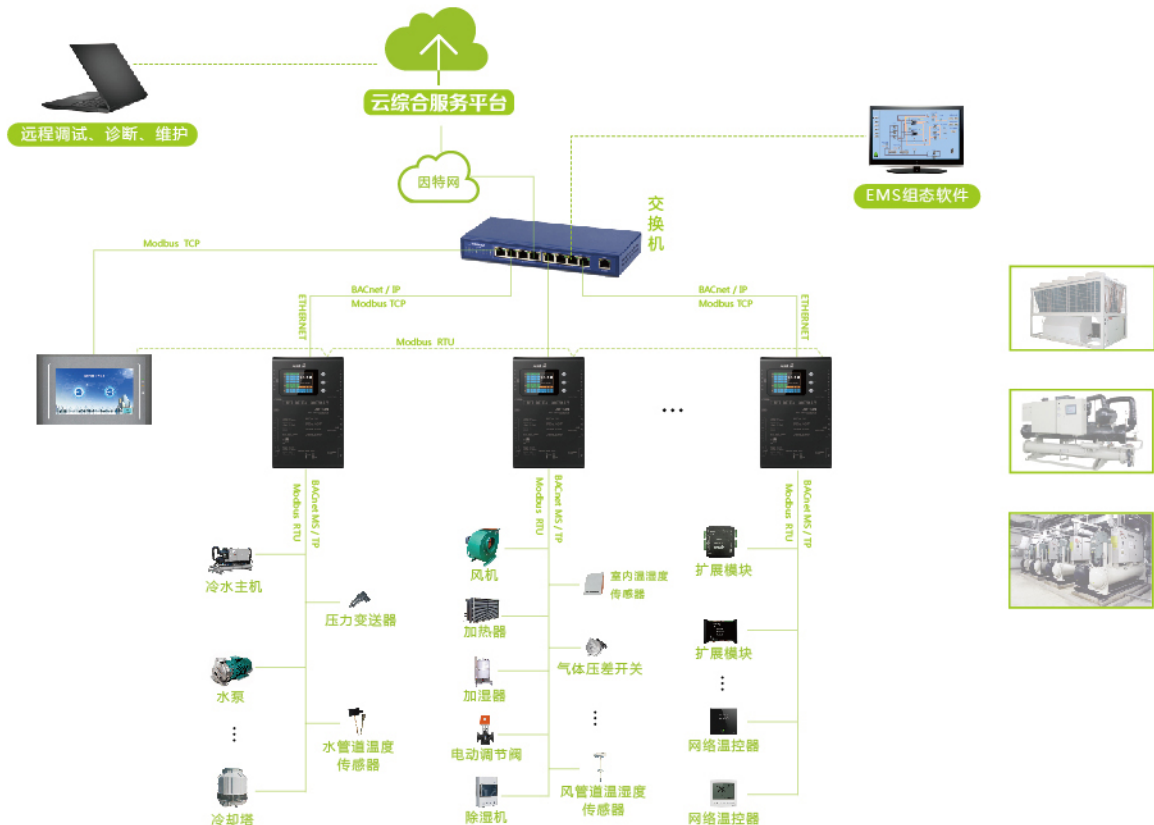 云综合服务平台
远程调试、诊断、维护
因特网
EMS组态软件
交换机
Modbus TCP
BACnet / IP
Modbus TCP
ETHERNET
BACnet / IP
Modbus TCP
ETHERNET
Modbus RTU
BACnet MS / TP
Modbus RTU
BACnet MS / TP
Modbus RTU
BACnet MS / TP
Modbus RTU
冷水主机
压力变送器
水泵
水管道温度
传感器
冷却塔
风机
室内温湿度
传感器
加热器
气体压差开关
加湿器
电动调节阀
风管道温湿度
传感器
除湿机
扩展模块
扩展模块
网络温控器
网络温控器